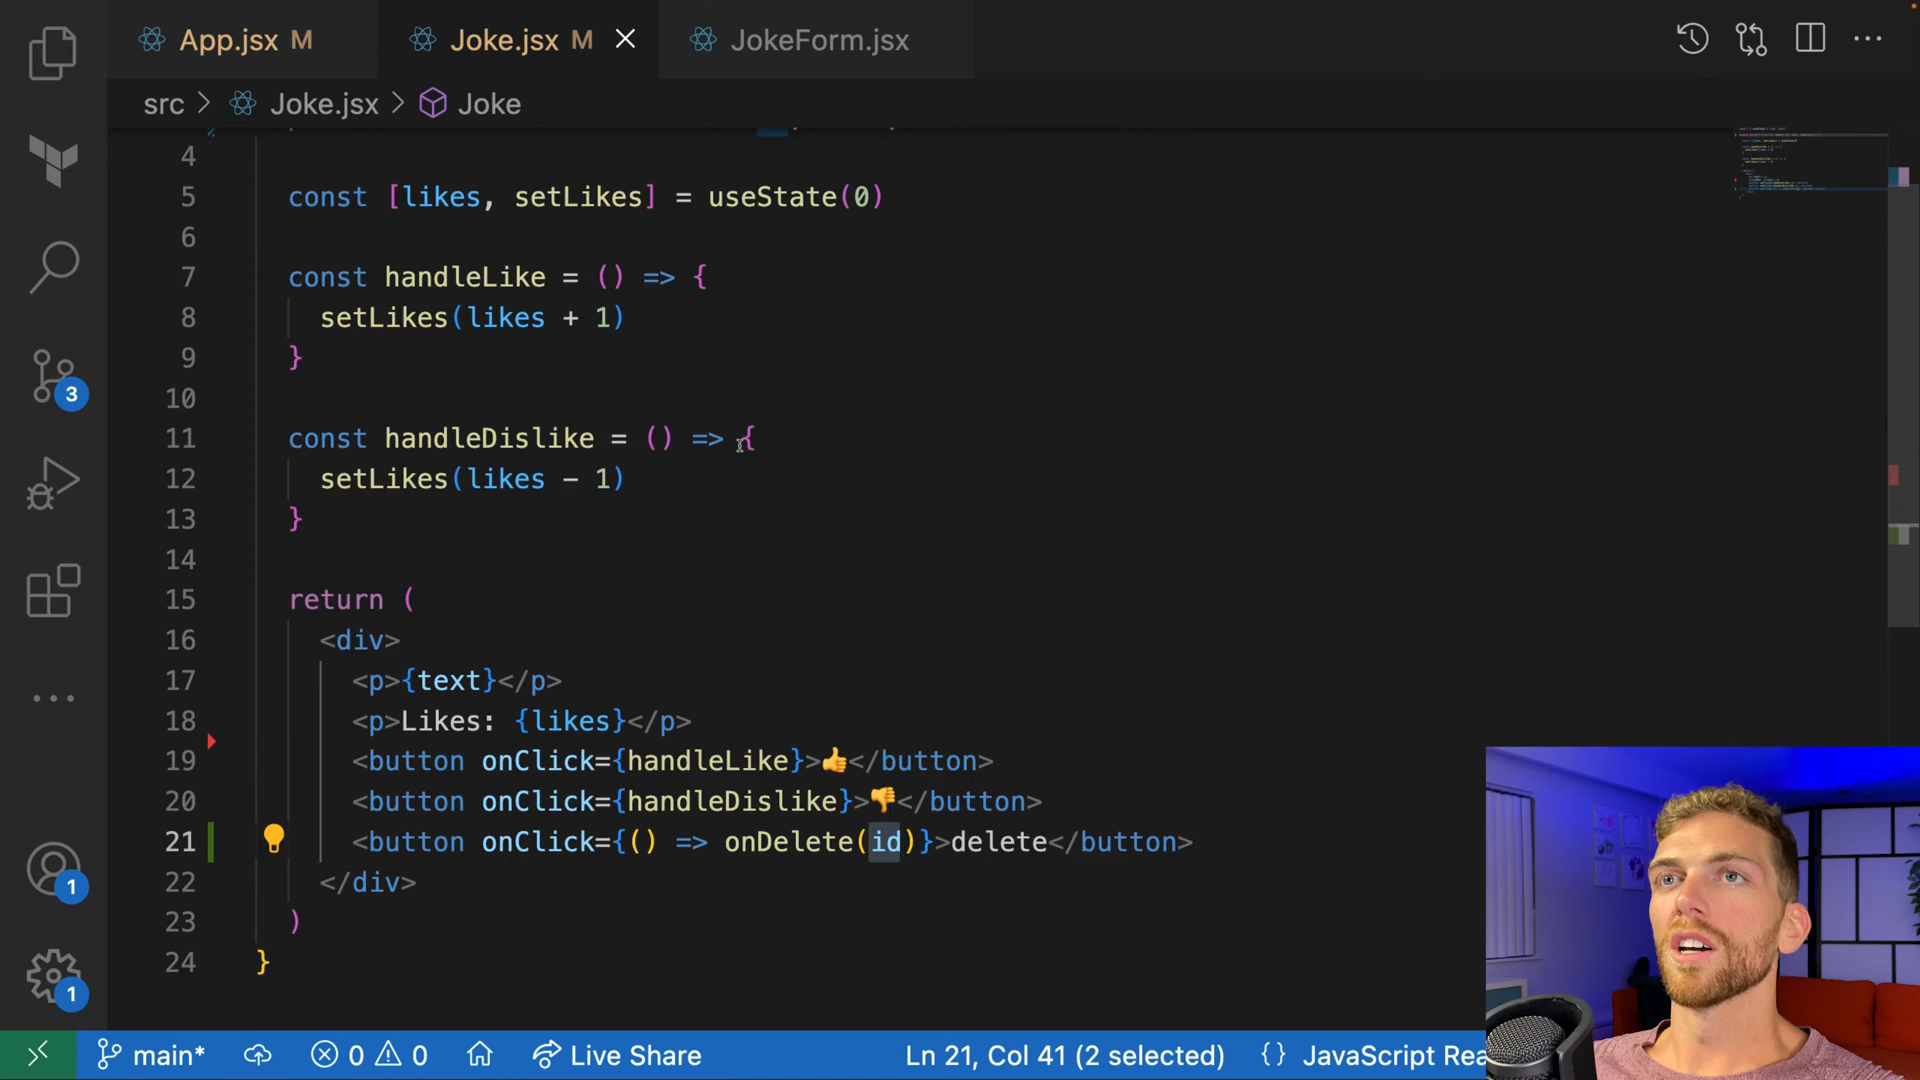 App.jsx M
Joke.jsx M
JokeForm.jsx
src > Joke.jsx > Joke
4
5 const [likes, setLikes] = useState(0)
6
7 const handleLike = () => {
8 setLikes(likes + 1)
9 }
10
11 const handleDislike = () => {
12 setLikes(likes - 1)
13 }
14
15 return (
16 <div>
17 <p>{text}</p>
18 <p>Likes: {likes}</p>
19 <button onClick={handleLike}>👍</button>
20 <button onClick={handleDislike}>👎</button>
21 <button onClick={() => onDelete(id)}>delete</button>
22 </div>
23 )
24 }
3
1
1
main* 0 0 Live Share Ln 21, Col 41 (2 selected) {} JavaScript Rea